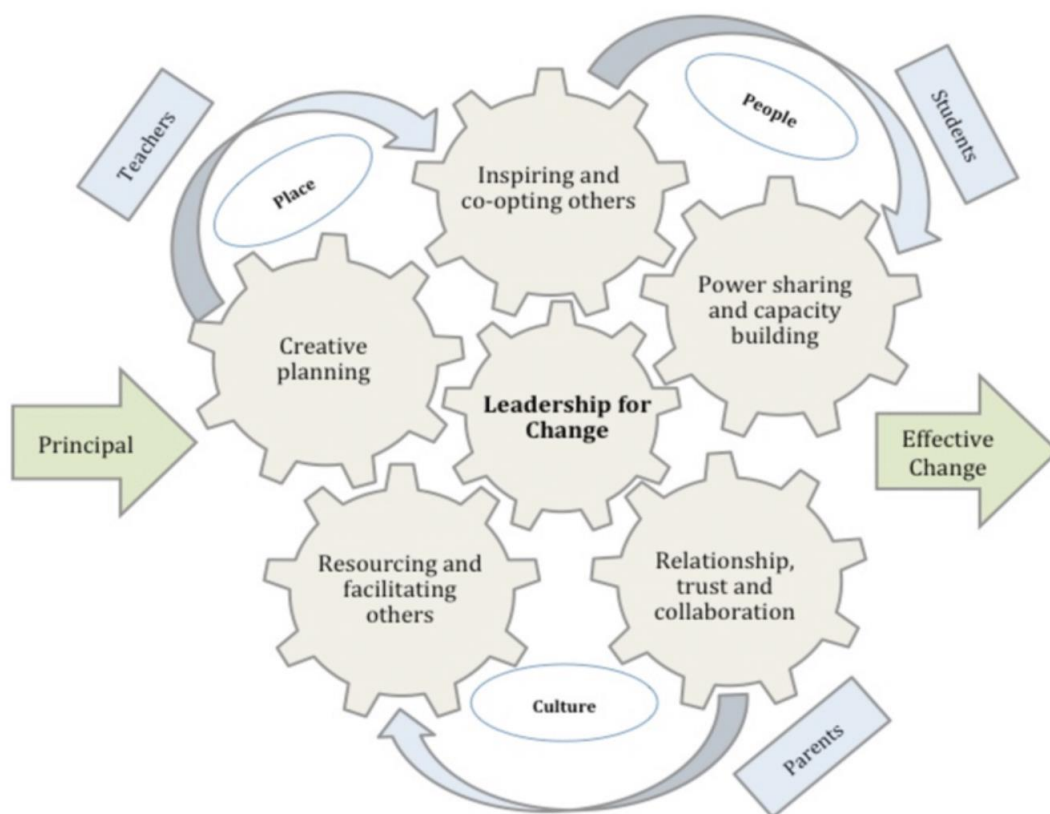 Teachers
Place
Inspiring and
co-opting others
People
Students
Creative
planning
Power sharing
and capacity
building
Principal
Leadership for
Change
Effective
Change
Resourcing and
facilitating
others
Relationship,
trust and
collaboration
Culture
Parents